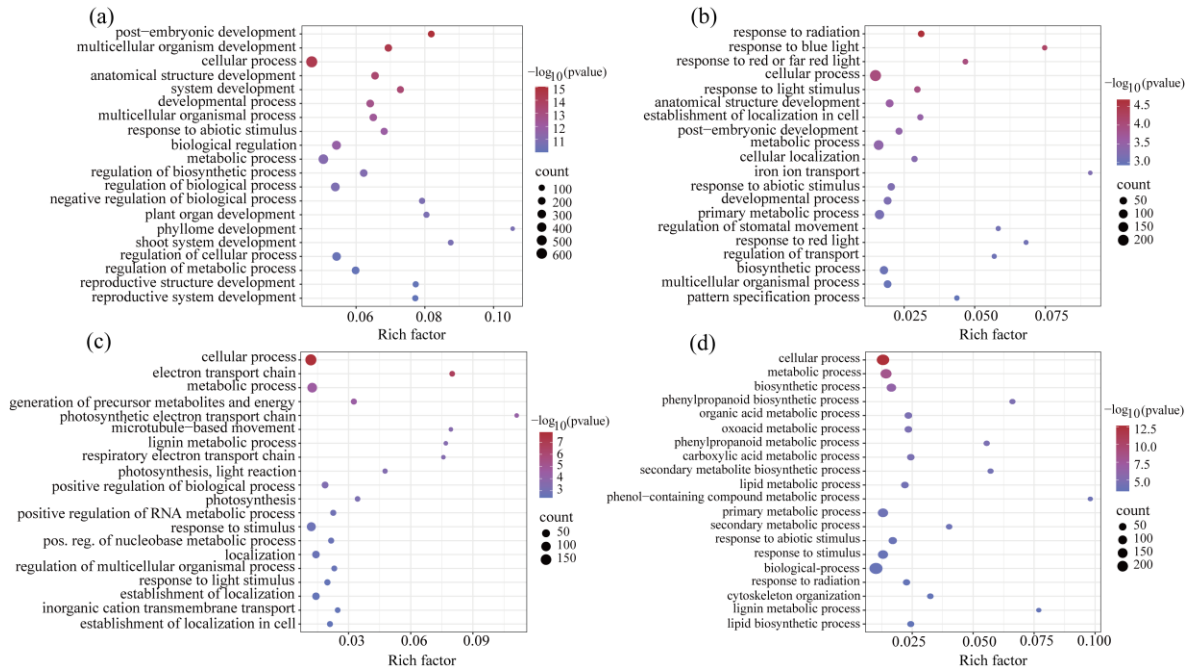 (a)
post-embryonic development
multicellular organism development
cellular process
anatomical structure development
system development
developmental process
multicellular organismal process
response to abiotic stimulus
biological regulation
metabolic process
regulation of biosynthetic process
regulation of biological process
negative regulation of biological process
plant organ development
phyllome development
shoot system development
regulation of cellular process
regulation of metabolic process
reproductive structure development
reproductive system development
0.06 0.08 0.10
Rich factor
−log10(pvalue)
15
14
13
12
11
count
100
200
300
400
500
600
(b)
response to radiation
response to blue light
response to red or far red light
cellular process
response to light stimulus
anatomical structure development
establishment of localization in cell
post-embryonic development
metabolic process
cellular localization
iron ion transport
response to abiotic stimulus
developmental process
primary metabolic process
regulation of stomatal movement
response to red light
regulation of transport
biosynthetic process
multicellular organismal process
pattern specification process
0.025 0.050 0.075
Rich factor
−log10(pvalue)
4.5
4.0
3.5
3.0
count
50
100
150
200
(c)
cellular process
electron transport chain
metabolic process
generation of precursor metabolites and energy
photosynthetic electron transport chain
microtubule-based movement
lignin metabolic process
respiratory electron transport chain
photosynthesis, light reaction
positive regulation of biological process
photosynthesis
positive regulation of RNA metabolic process
response to stimulus
pos. reg. of nucleobase metabolic process
localization
regulation of multicellular organismal process
response to light stimulus
establishment of localization
inorganic cation transmembrane transport
establishment of localization in cell
0.03 0.06 0.09
Rich factor
−log10(pvalue)
7
6
5
4
3
count
50
100
150
(d)
cellular process
metabolic process
biosynthetic process
phenylpropanoid biosynthetic process
organic acid metabolic process
oxoacid metabolic process
phenylpropanoid metabolic process
carboxylic acid metabolic process
secondary metabolite biosynthetic process
lipid metabolic process
phenol-containing compound metabolic process
primary metabolic process
secondary metabolic process
response to abiotic stimulus
response to stimulus
biological-process
response to radiation
cytoskeleton organization
lignin metabolic process
lipid biosynthetic process
0.025 0.050 0.075 0.100
Rich factor
−log10(pvalue)
12.5
10.0
7.5
5.0
count
50
100
150
200